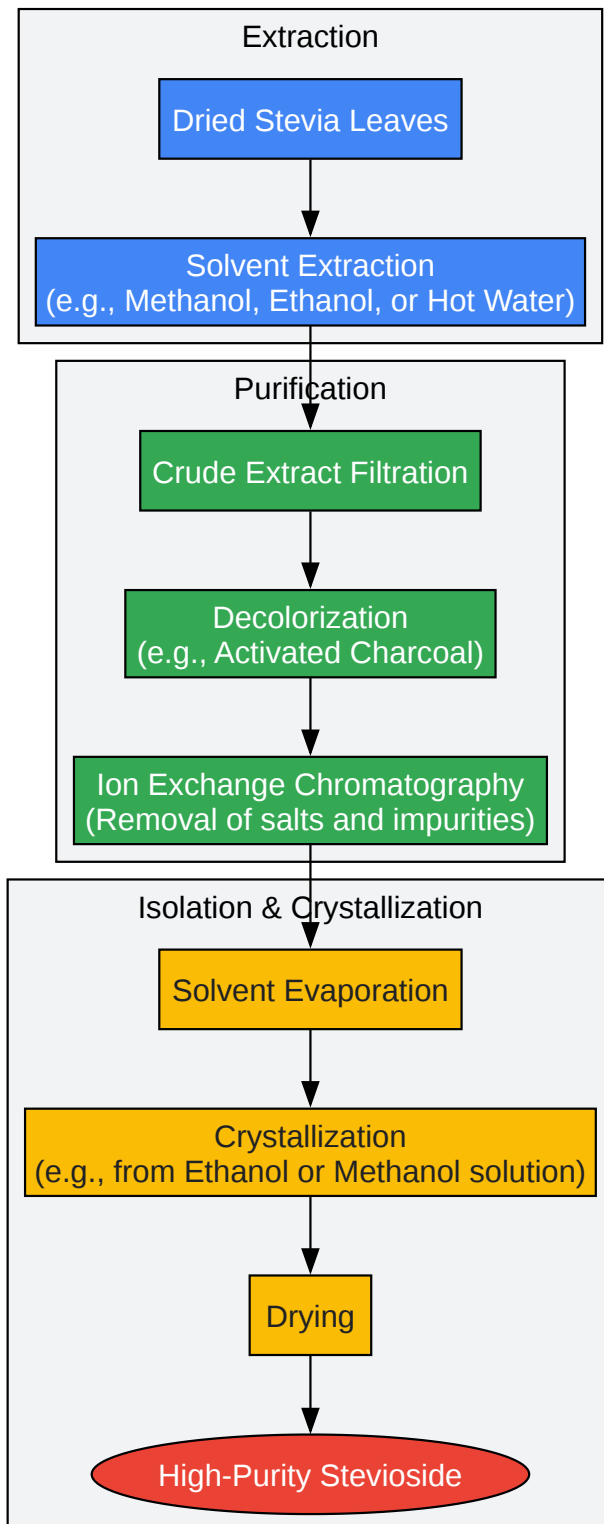 Extraction
Dried Stevia Leaves
Solvent Extraction
(e.g., Methanol, Ethanol, or Hot Water)
Purification
Crude Extract Filtration
Decolorization
(e.g., Activated Charcoal)
Ion Exchange Chromatography
(Removal of salts and impurities)
Isolation & Crystallization
Solvent Evaporation
Crystallization
(e.g., from Ethanol or Methanol solution)
Drying
High-Purity Stevioside